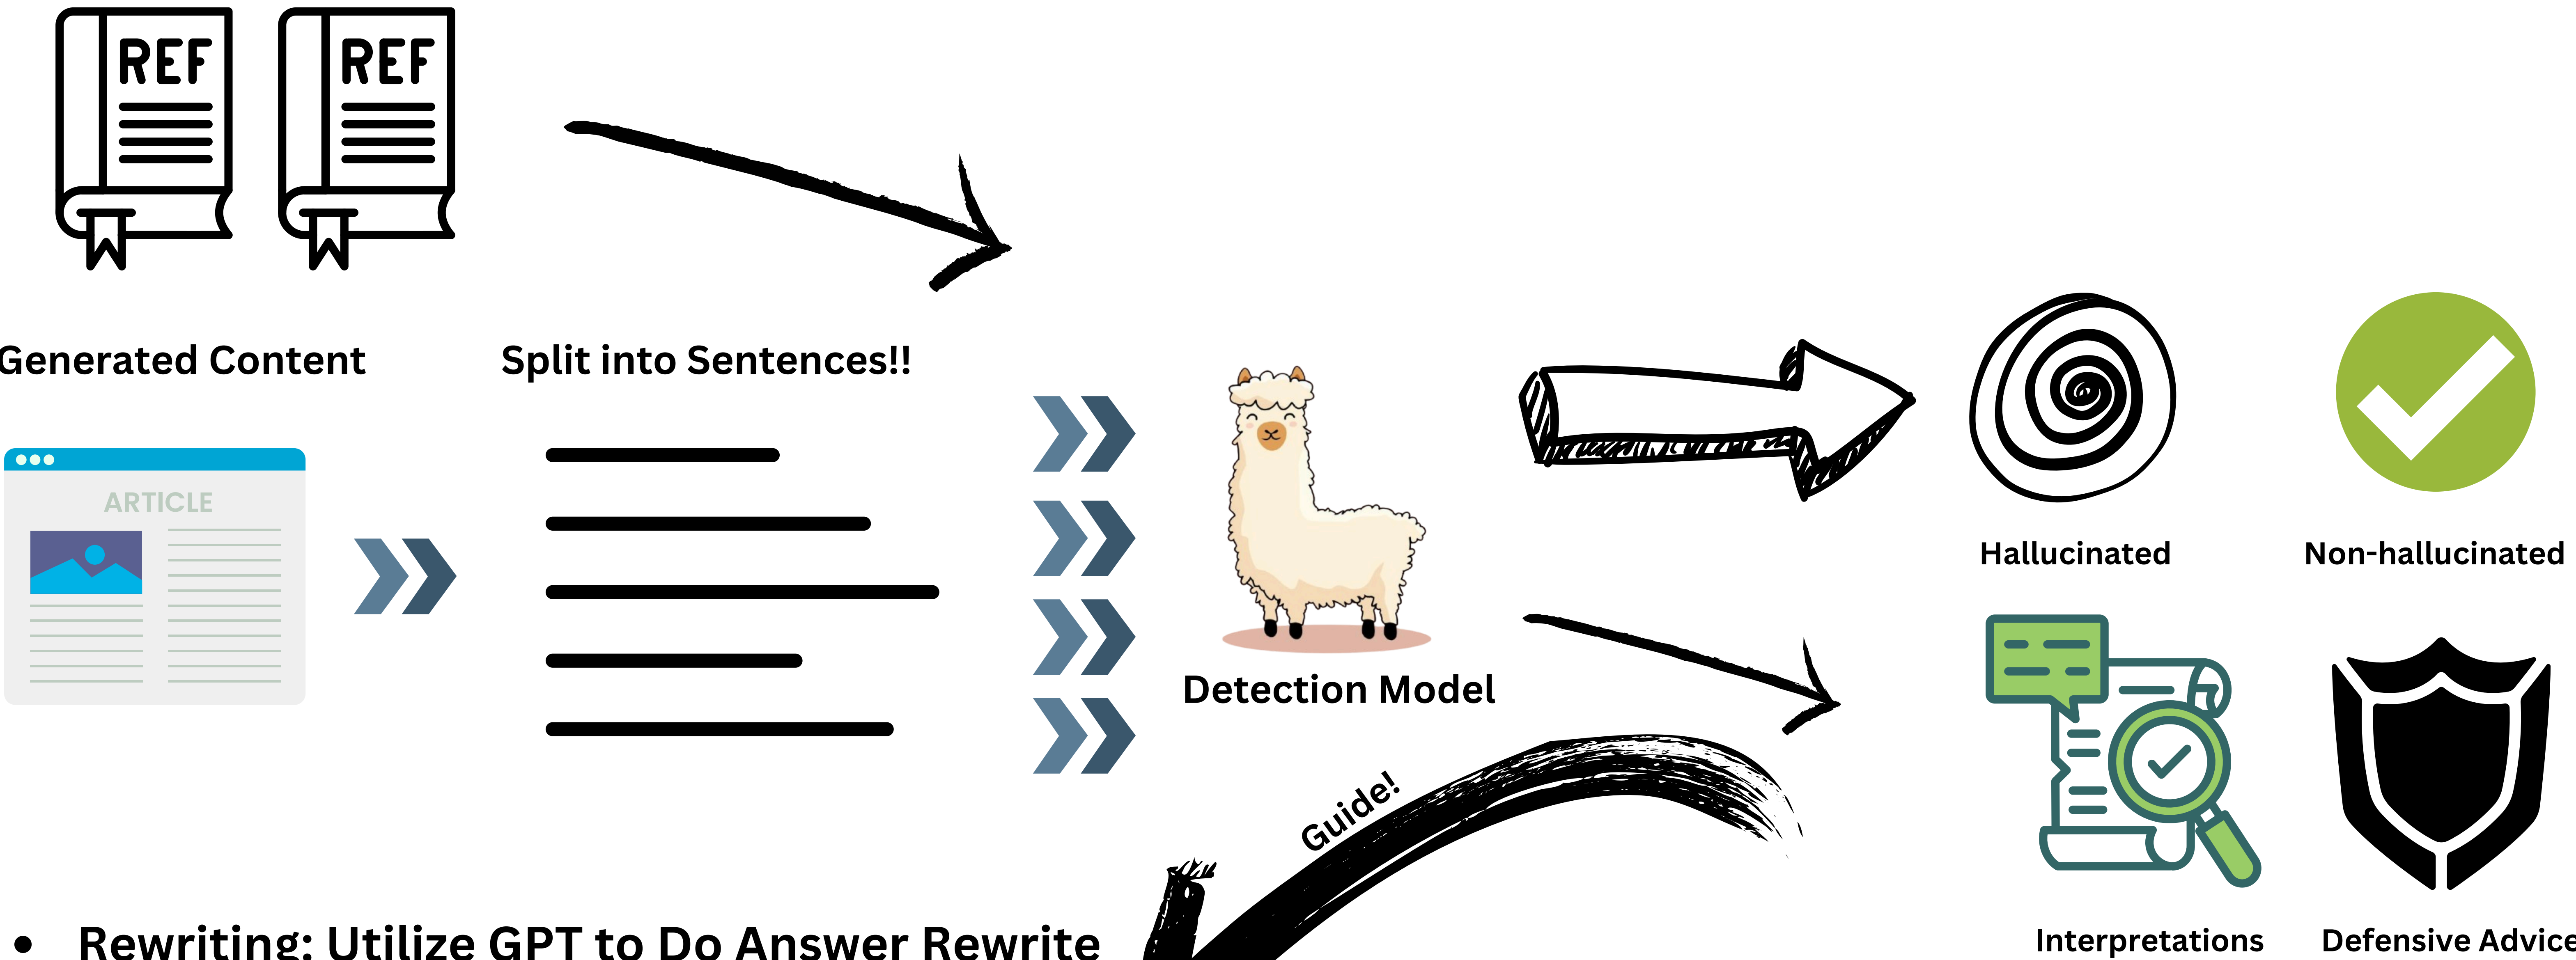 REF
REF
Generated Content
Split into Sentences!!
ARTICLE
Detection Model
Hallucinated
Non-hallucinated
Guide!
Interpretations
Defensive Advice
• Rewriting: Utilize GPT to Do Answer Rewrite